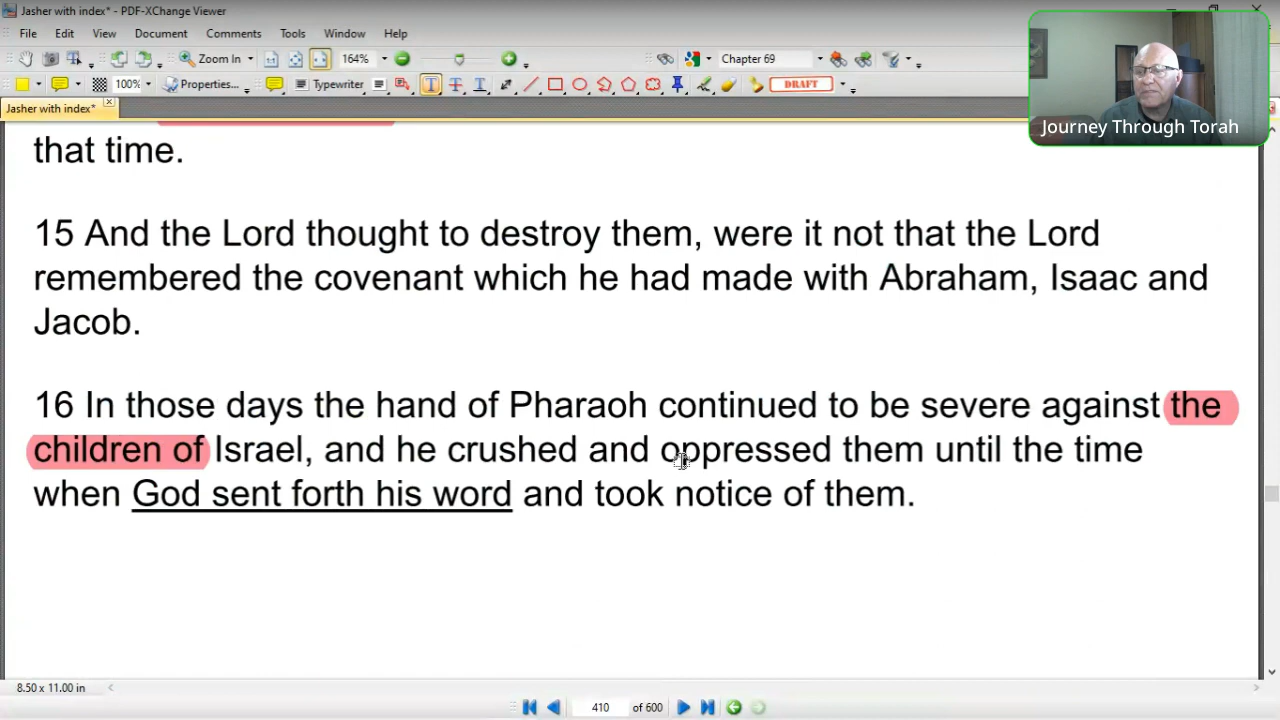 Jasher with index* - PDF-XChange Viewer
File Edit View Document Comments Tools Window Help
Zoom In 164% Chapter 69
100% Properties... Typewriter DRAFT
Jasher with index*
Journey Through Torah
that time.
15 And the Lord thought to destroy them, were it not that the Lord
remembered the covenant which he had made with Abraham, Isaac and
Jacob.
16 In those days the hand of Pharaoh continued to be severe against the
children of Israel, and he crushed and oppressed them until the time
when God sent forth his word and took notice of them.
8.50 x 11.00 in
410 of 600